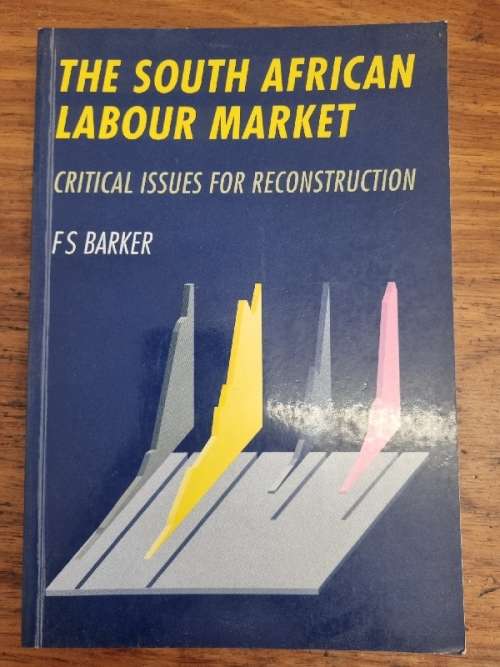 THE SOUTH AFRICAN
LABOUR MARKET
CRITICAL ISSUES FOR RECONSTRUCTION
F S BARKER